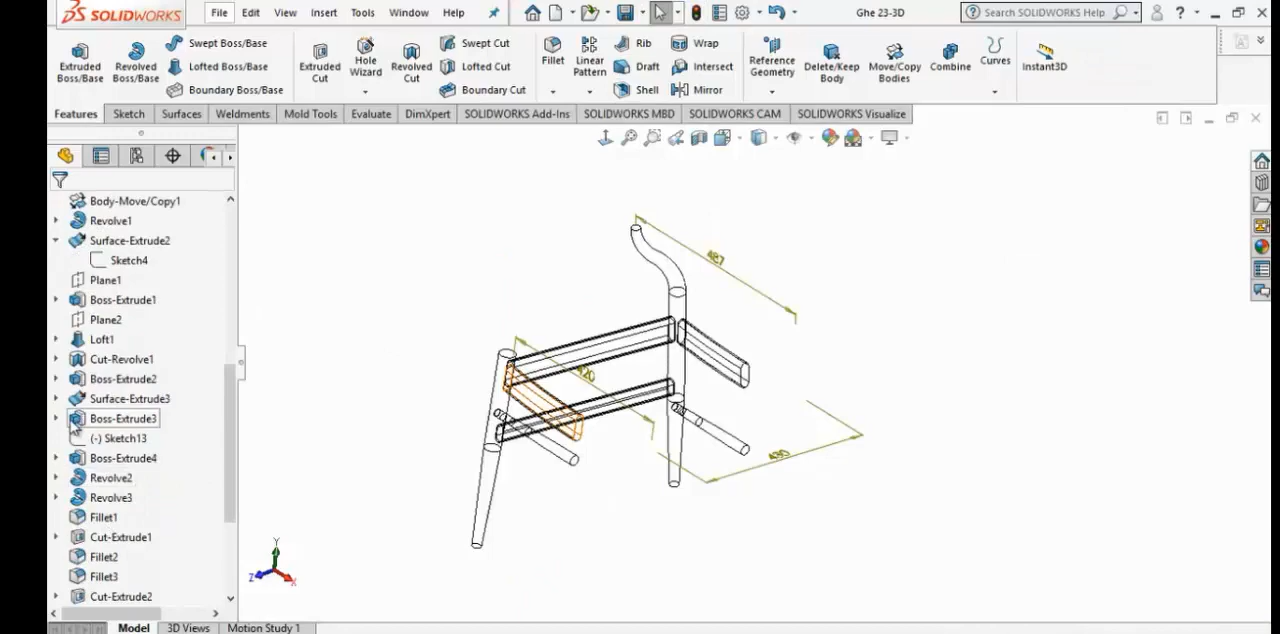 SOLIDWORKS File Edit View Insert Tools Window Help Ghe 23-3D Search SOLIDWORKS Help
Extruded Boss/Base
Revolved Boss/Base
Swept Boss/Base
Lofted Boss/Base
Boundary Boss/Base
Extruded Cut
Hole Wizard
Revolved Cut
Swept Cut
Lofted Cut
Boundary Cut
Fillet
Linear Pattern
Rib
Draft
Shell
Wrap
Intersect
Mirror
Reference Geometry
Delete/Keep Body
Move/Copy Bodies
Combine
Curves
Instant3D
Features Sketch Surfaces Weldments Mold Tools Evaluate DimXpert SOLIDWORKS Add-Ins SOLIDWORKS MBD SOLIDWORKS CAM SOLIDWORKS Visualize
Body-Move/Copy1
Revolve1
Surface-Extrude2
Sketch4
Plane1
Boss-Extrude1
Plane2
Loft1
Cut-Revolve1
Boss-Extrude2
Surface-Extrude3
Boss-Extrude3
(-) Sketch13
Boss-Extrude4
Revolve2
Revolve3
Fillet1
Cut-Extrude1
Fillet2
Fillet3
Cut-Extrude2
487
420
Y
Z
X
Model 3D Views Motion Study 1